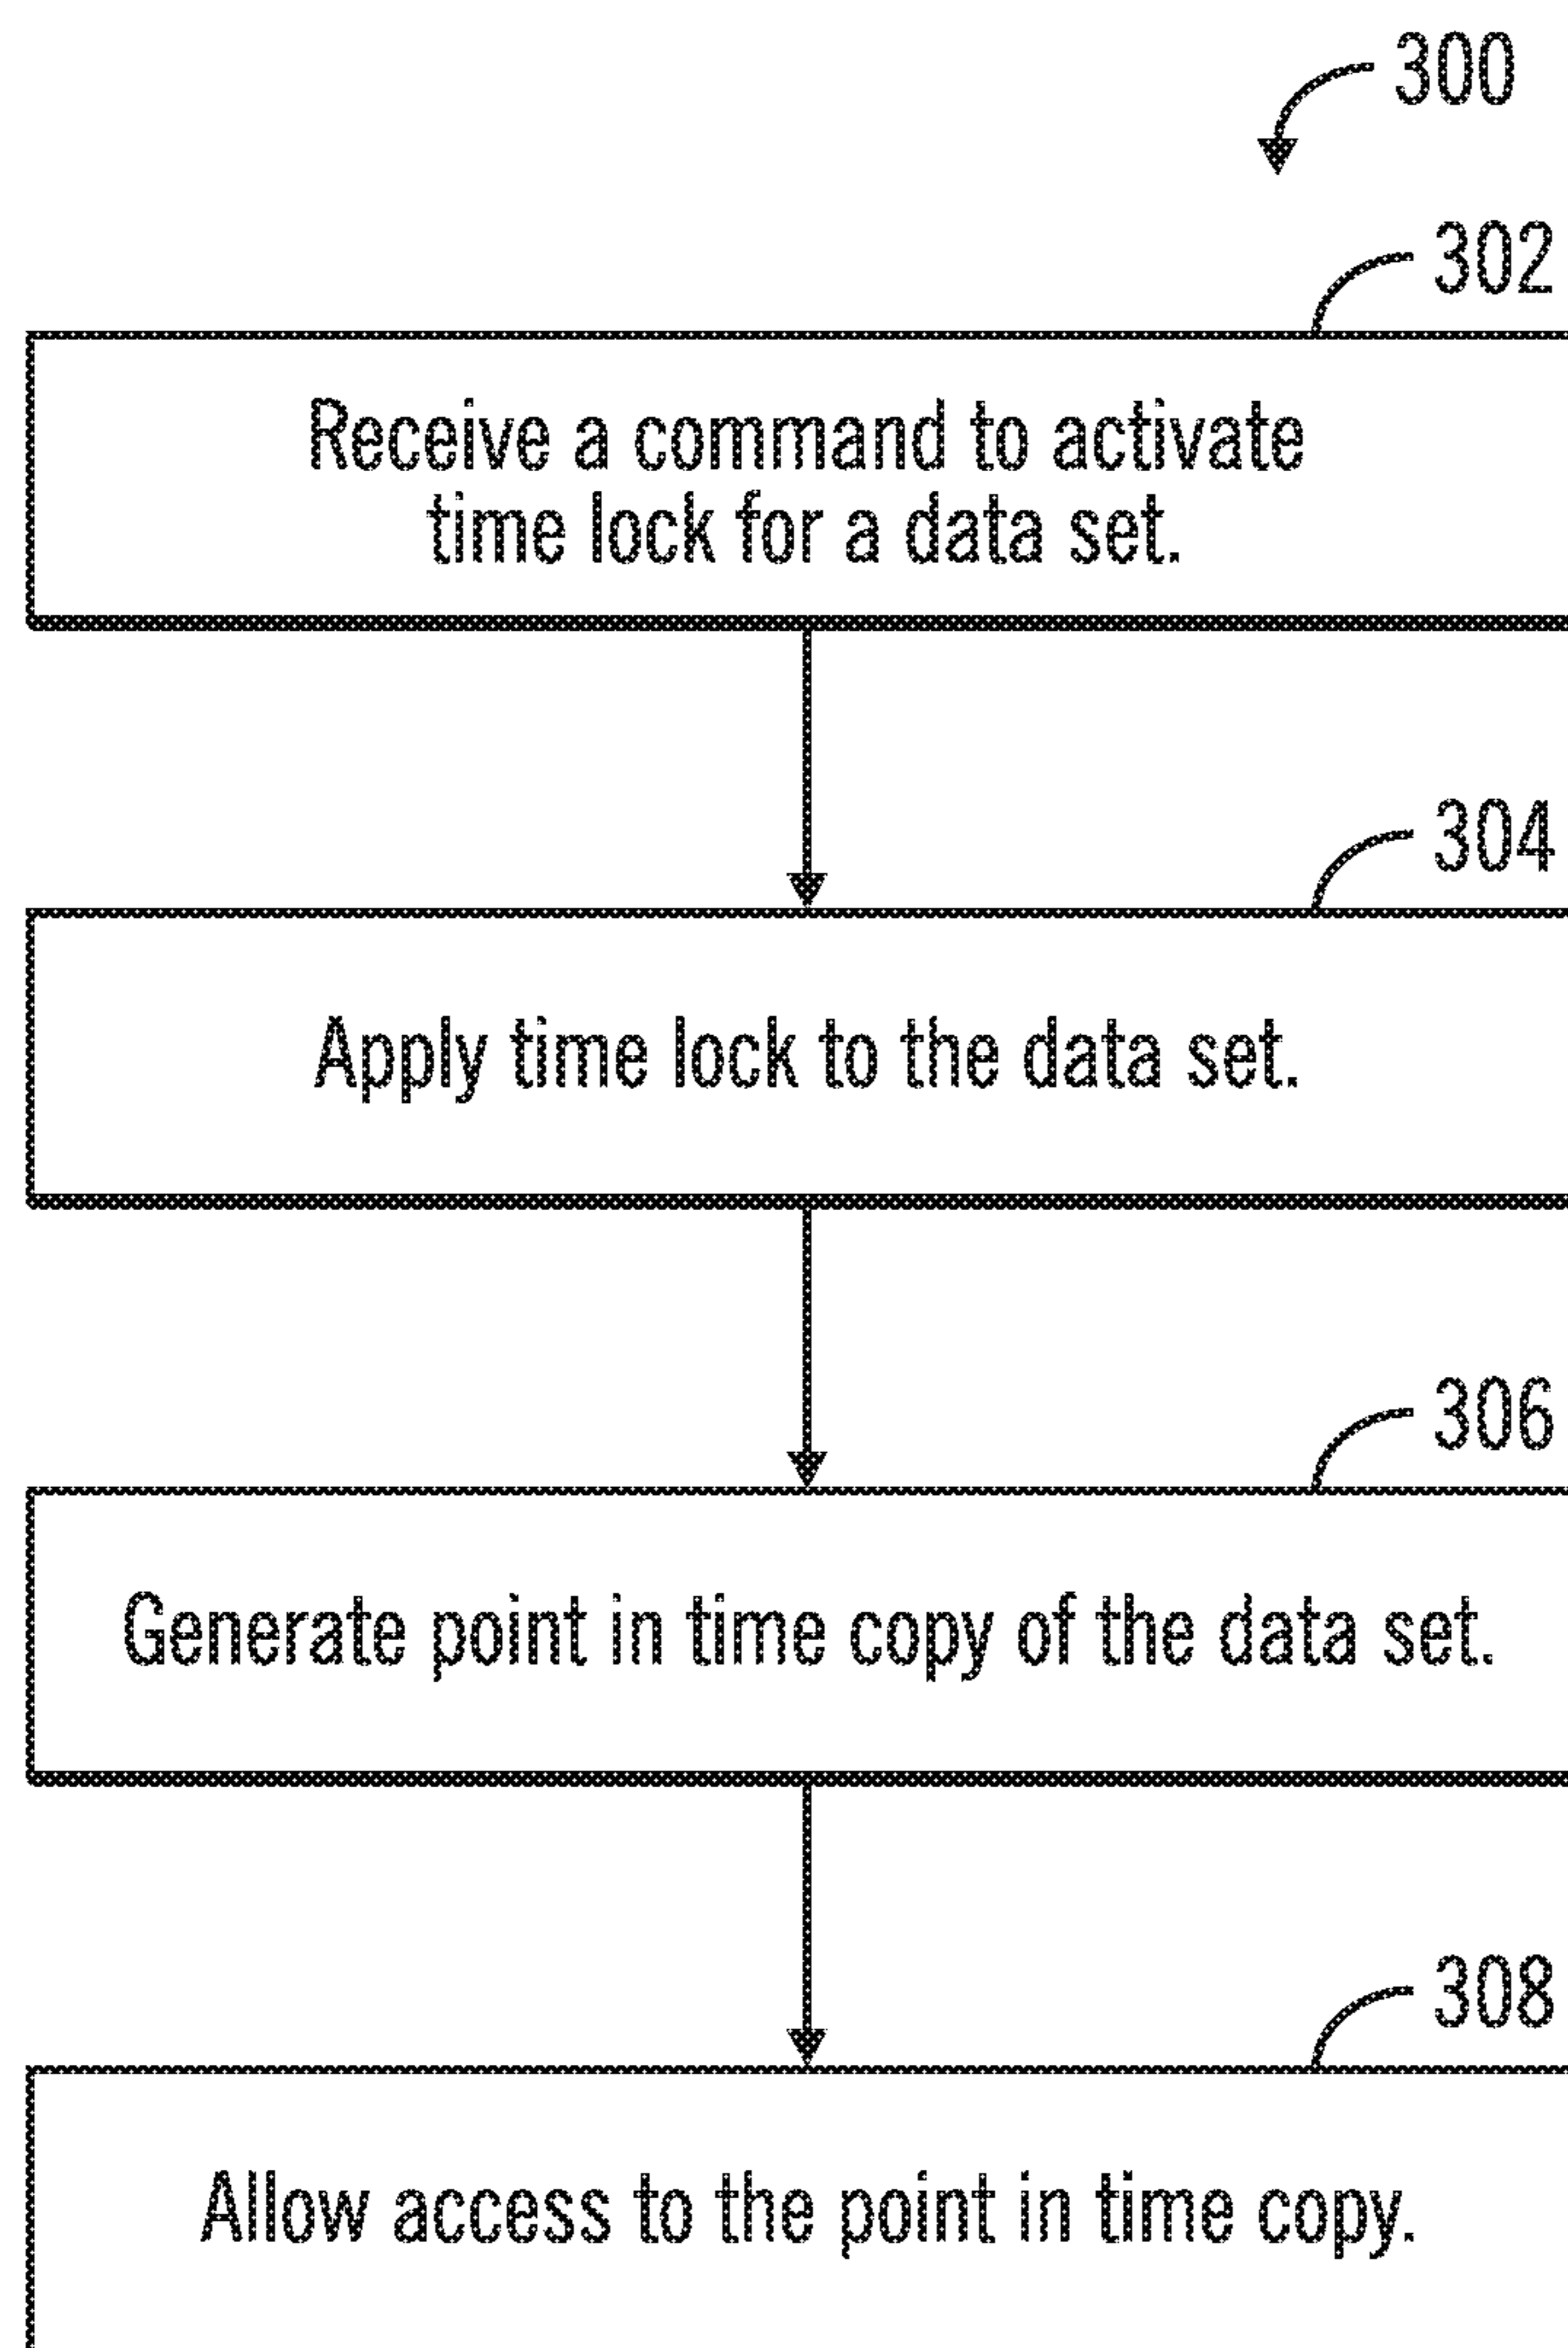 300
302
Receive a command to activate
time lock for a data set.
304
Apply time lock to the data set.
306
Generate point in time copy of the data set.
308
Allow access to the point in time copy.